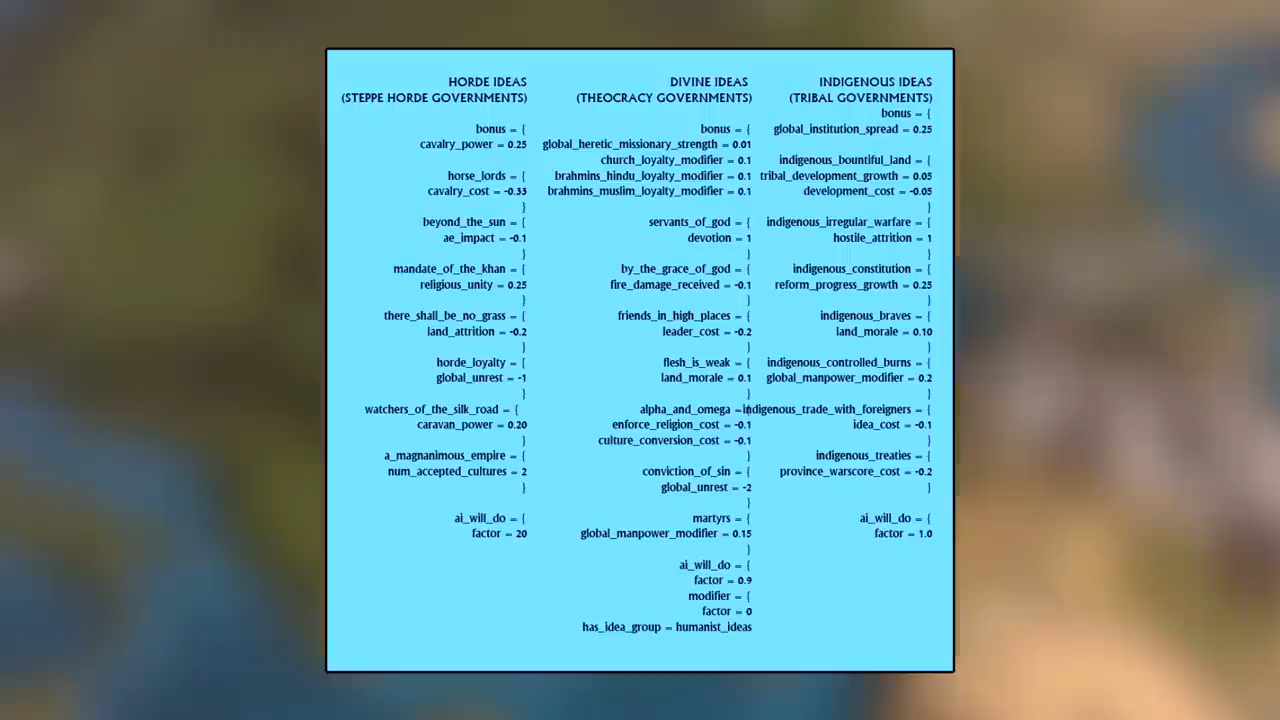 HORDE IDEAS
(STEPPE HORDE GOVERNMENTS)
bonus = {
cavalry_power = 0.25
horse_lords = {
cavalry_cost = -0.33
}
beyond_the_sun = {
ae_impact = -0.1
}
mandate_of_the_khan = {
religious_unity = 0.25
}
there_shall_be_no_grass = {
land_attrition = -0.2
}
horde_loyalty = {
global_unrest = -1
}
watchers_of_the_silk_road = {
caravan_power = 0.20
}
a_magnanimous_empire = {
num_accepted_cultures = 2
}
ai_will_do = {
factor = 20
DIVINE IDEAS
(THEOCRACY GOVERNMENTS)
bonus = {
global_heretic_missionary_strength = 0.01
church_loyalty_modifier = 0.1
brahmins_hindu_loyalty_modifier = 0.1
brahmins_muslim_loyalty_modifier = 0.1
servants_of_god = {
devotion = 1
}
by_the_grace_of_god = {
fire_damage_received = -0.1
}
friends_in_high_places = {
leader_cost = -0.2
}
flesh_is_weak = {
land_morale = 0.1
}
alpha_and_omega = {
enforce_religion_cost = -0.1
culture_conversion_cost = -0.1
}
conviction_of_sin = {
global_unrest = -2
}
martyrs = {
global_manpower_modifier = 0.15
}
ai_will_do = {
factor = 0.9
modifier = {
factor = 0
has_idea_group = humanist_ideas
INDIGENOUS IDEAS
(TRIBAL GOVERNMENTS)
bonus = {
global_institution_spread = 0.25
indigenous_bountiful_land = {
tribal_development_growth = 0.05
development_cost = -0.05
}
indigenous_irregular_warfare = {
hostile_attrition = 1
}
indigenous_constitution = {
reform_progress_growth = 0.25
}
indigenous_braves = {
land_morale = 0.10
}
indigenous_controlled_burns = {
global_manpower_modifier = 0.2
}
indigenous_trade_with_foreigners = {
idea_cost = -0.1
}
indigenous_treaties = {
province_warscore_cost = -0.2
}
ai_will_do = {
factor = 1.0